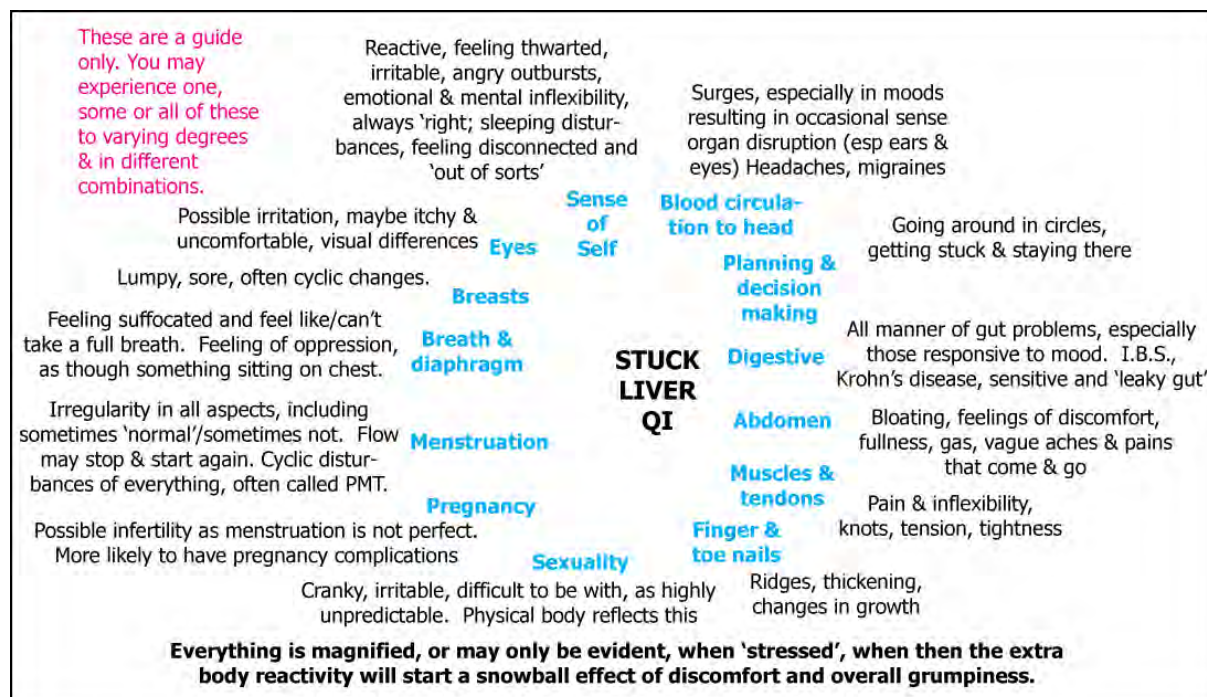 These are a guide
only. You may
experience one,
some or all of these
to varying degrees
& in different
combinations.
Reactive, feeling thwarted,
irritable, angry outbursts,
emotional & mental inflexibility,
always ‘right; sleeping distur-
bances, feeling disconnected and
‘out of sorts’
Sense
of
Self
Surges, especially in moods
resulting in occasional sense
organ disruption (esp ears &
eyes) Headaches, migraines
Blood circula-
tion to head
Possible irritation, maybe itchy &
uncomfortable, visual differences
Eyes
Going around in circles,
getting stuck & staying there
Planning &
decision
making
Lumpy, sore, often cyclic changes.
Breasts
Feeling suffocated and feel like/can’t
take a full breath.  Feeling of oppression,
as though something sitting on chest.
Breath &
diaphragm
STUCK
LIVER
QI
Digestive
All manner of gut problems, especially
those responsive to mood.  I.B.S.,
Krohn’s disease, sensitive and ‘leaky gut’
Irregularity in all aspects, including
sometimes ‘normal’/sometimes not.  Flow
may stop & start again. Cyclic distur-
bances of everything, often called PMT.
Menstruation
Abdomen
Bloating, feelings of discomfort,
fullness, gas, vague aches & pains
that come & go
Muscles &
tendons
Pain & inflexibility,
knots, tension, tightness
Pregnancy
Possible infertility as menstruation is not perfect.
More likely to have pregnancy complications
Finger &
toe nails
Ridges, thickening,
changes in growth
Sexuality
Cranky, irritable, difficult to be with, as highly
unpredictable.  Physical body reflects this
Everything is magnified, or may only be evident, when ‘stressed’, when then the extra
body reactivity will start a snowball effect of discomfort and overall grumpiness.